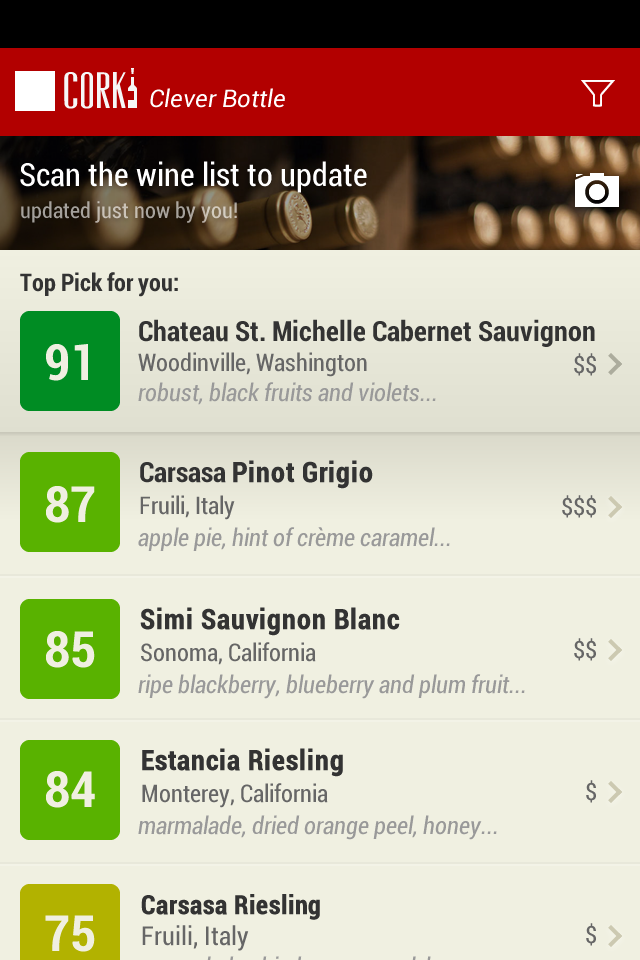 CORK
Clever Bottle
Scan the wine list to update
updated just now by you!
Top Pick for you:
91
Chateau St. Michelle Cabernet Sauvignon
Woodinville, Washington
$$
robust, black fruits and violets...
87
Carsasa Pinot Grigio
Fruili, Italy
$$$
apple pie, hint of crème caramel...
85
Simi Sauvignon Blanc
Sonoma, California
$$
ripe blackberry, blueberry and plum fruit...
84
Estancia Riesling
Monterey, California
$
marmalade, dried orange peel, honey...
75
Carsasa Riesling
Fruili, Italy
$